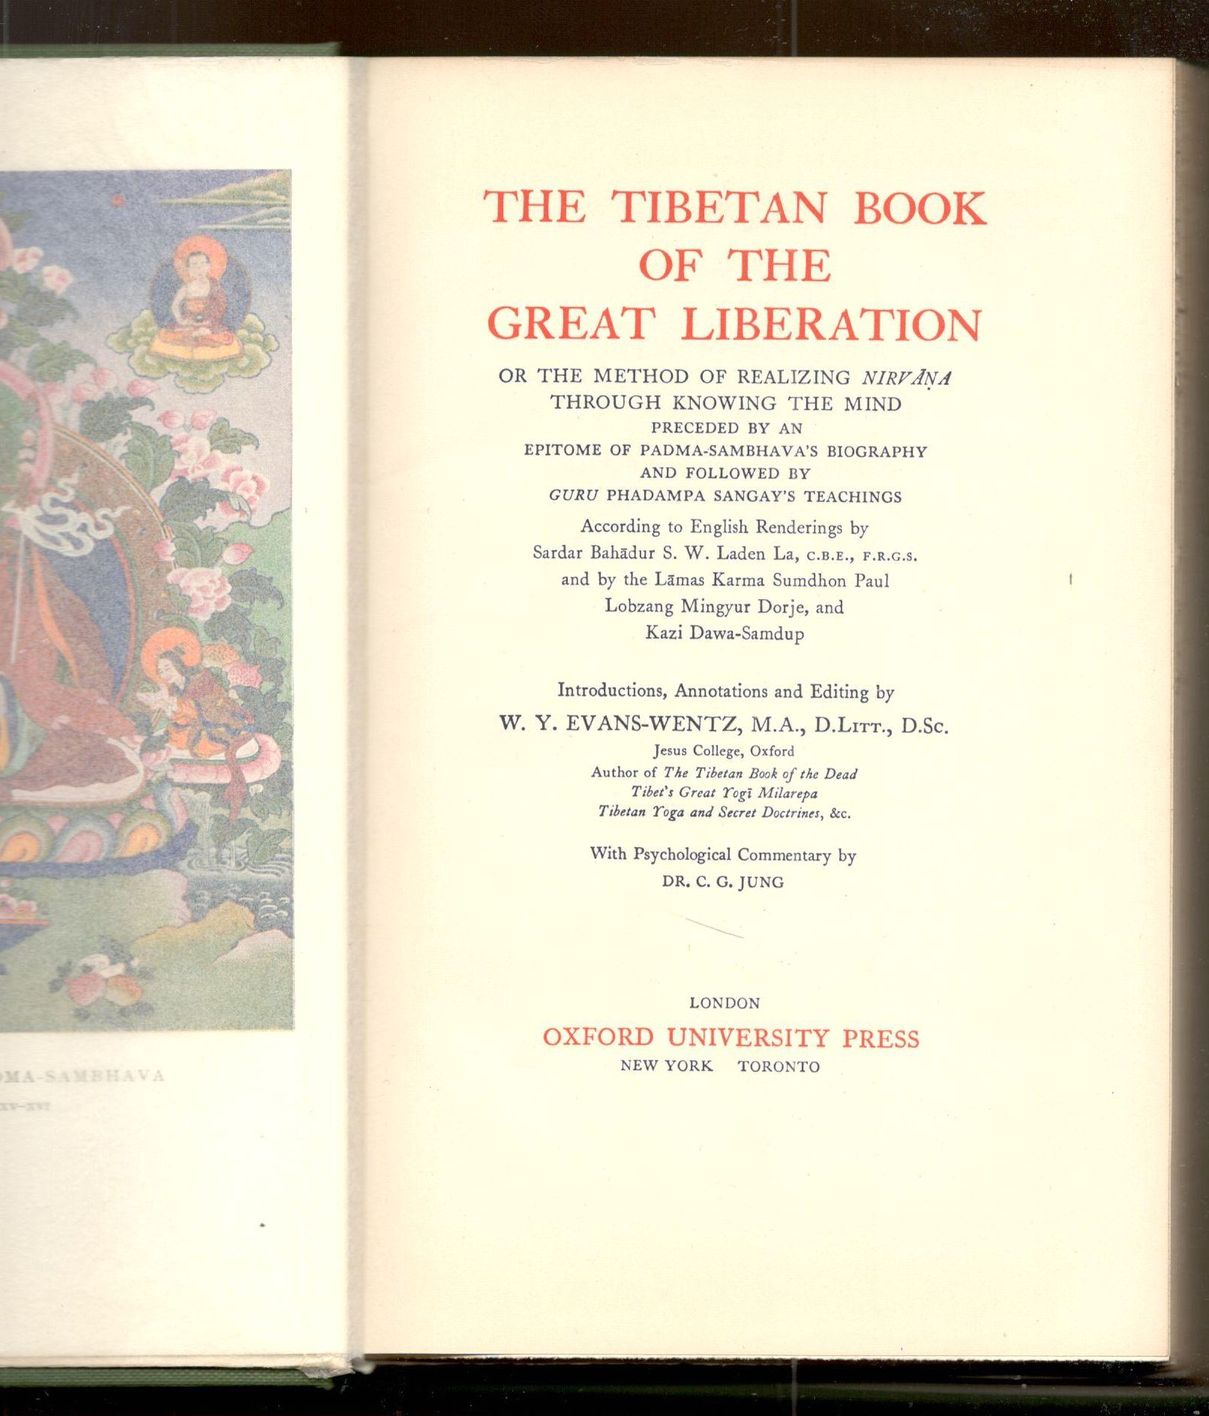 THE TIBETAN BOOK
OF THE
GREAT LIBERATION
OR THE METHOD OF REALIZING NIRVĀṆA
THROUGH KNOWING THE MIND
PRECEDED BY AN
EPITOME OF PADMA-SAMBHAVA'S BIOGRAPHY
AND FOLLOWED BY
GURU PHADAMPA SANGAY'S TEACHINGS
According to English Renderings by
Sardar Bahādur S. W. Laden La, C.B.E., F.R.G.S.
and by the Lāmas Karma Sumdhon Paul
Lobzang Mingyur Dorje, and
Kazi Dawa-Samdup
Introductions, Annotations and Editing by
W. Y. EVANS-WENTZ, M.A., D.Litt., D.Sc.
Jesus College, Oxford
Author of The Tibetan Book of the Dead
Tibet's Great Yogī Milarepa
Tibetan Yoga and Secret Doctrines, &c.
With Psychological Commentary by
DR. C. G. JUNG
LONDON
OXFORD UNIVERSITY PRESS
NEW YORK TORONTO
MA-SAMBHAVA